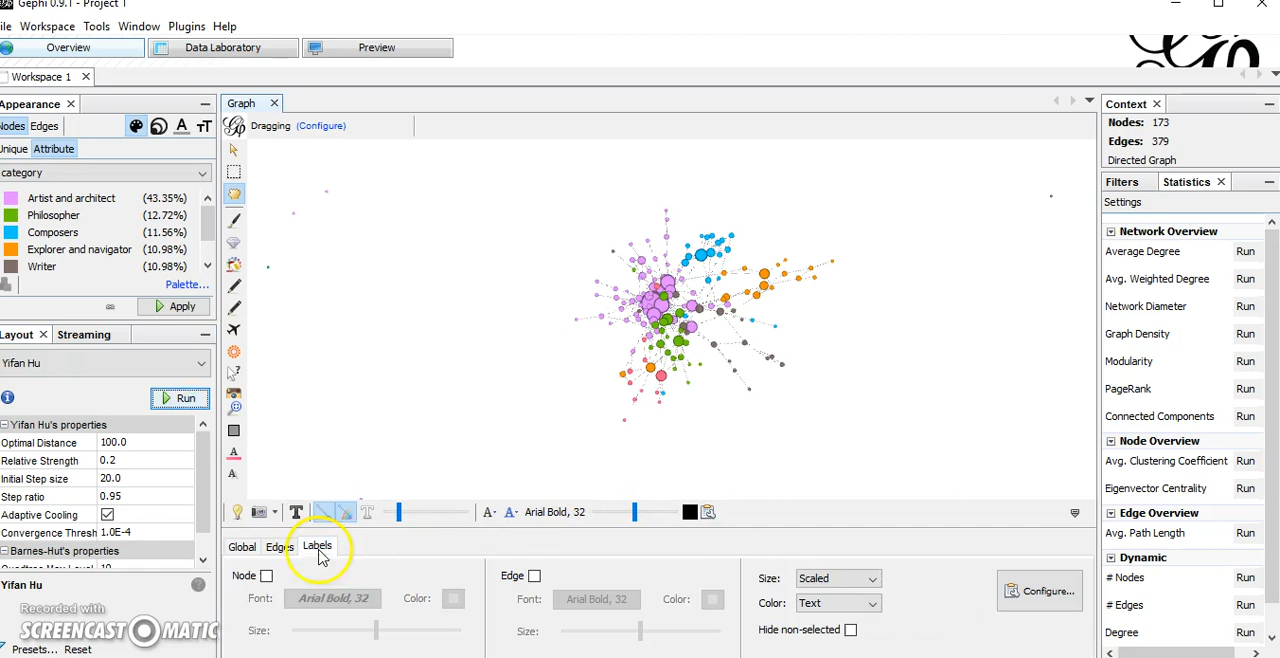 Gephi 0.9.1 - Project 1
ile Workspace Tools Window Plugins Help
Overview Data Laboratory Preview
Workspace 1
Appearance
Nodes Edges
Unique Attribute
category
Artist and architect (43.35%)
Philosopher (12.72%)
Composers (11.56%)
Explorer and navigator (10.98%)
Writer (10.98%)
Palette...
Apply
Layout Streaming
Yifan Hu
Run
Yifan Hu's properties
Optimal Distance 100.0
Relative Strength 0.2
Initial Step size 20.0
Step ratio 0.95
Adaptive Cooling
Convergence Thresh 1.0E-4
Barnes-Hut's properties
Quadtree Max Level 10
Yifan Hu
Recorded with
SCREENCAST MATIC
Presets... Reset
Graph
Dragging (Configure)
Arial Bold, 32
Global Edges Labels
Node
Font: Arial Bold, 32 Color:
Size:
Edge
Font: Arial Bold, 32 Color:
Size:
Size: Scaled
Color: Text
Hide non-selected
Configure...
Context
Nodes: 173
Edges: 379
Directed Graph
Filters Statistics
Settings
Network Overview
Average Degree Run
Avg. Weighted Degree Run
Network Diameter Run
Graph Density Run
Modularity Run
PageRank Run
Connected Components Run
Node Overview
Avg. Clustering Coefficient Run
Eigenvector Centrality Run
Edge Overview
Avg. Path Length Run
Dynamic
# Nodes Run
# Edges Run
Degree Run